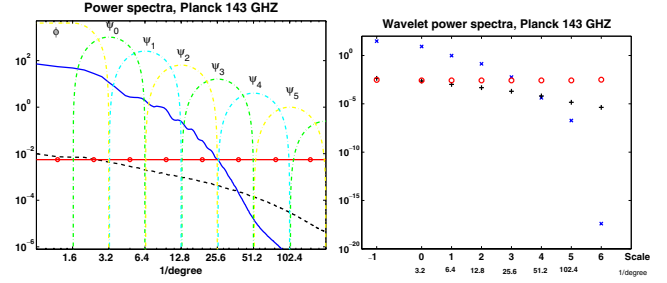 Power spectra, Planck 143 GHZ
ϕ
ψ0
ψ1
ψ2
ψ3
ψ4
ψ5
10^2
10^0
10^−2
10^−4
10^−6
1.6 3.2 6.4 12.8 25.6 51.2 102.4
1/degree
Wavelet power spectra, Planck 143 GHZ
10^0
10^−5
10^−10
10^−15
10^−20
−1 0 1 2 3 4 5 6 Scale
3.2 6.4 12.8 25.6 51.2 102.4 1/degree